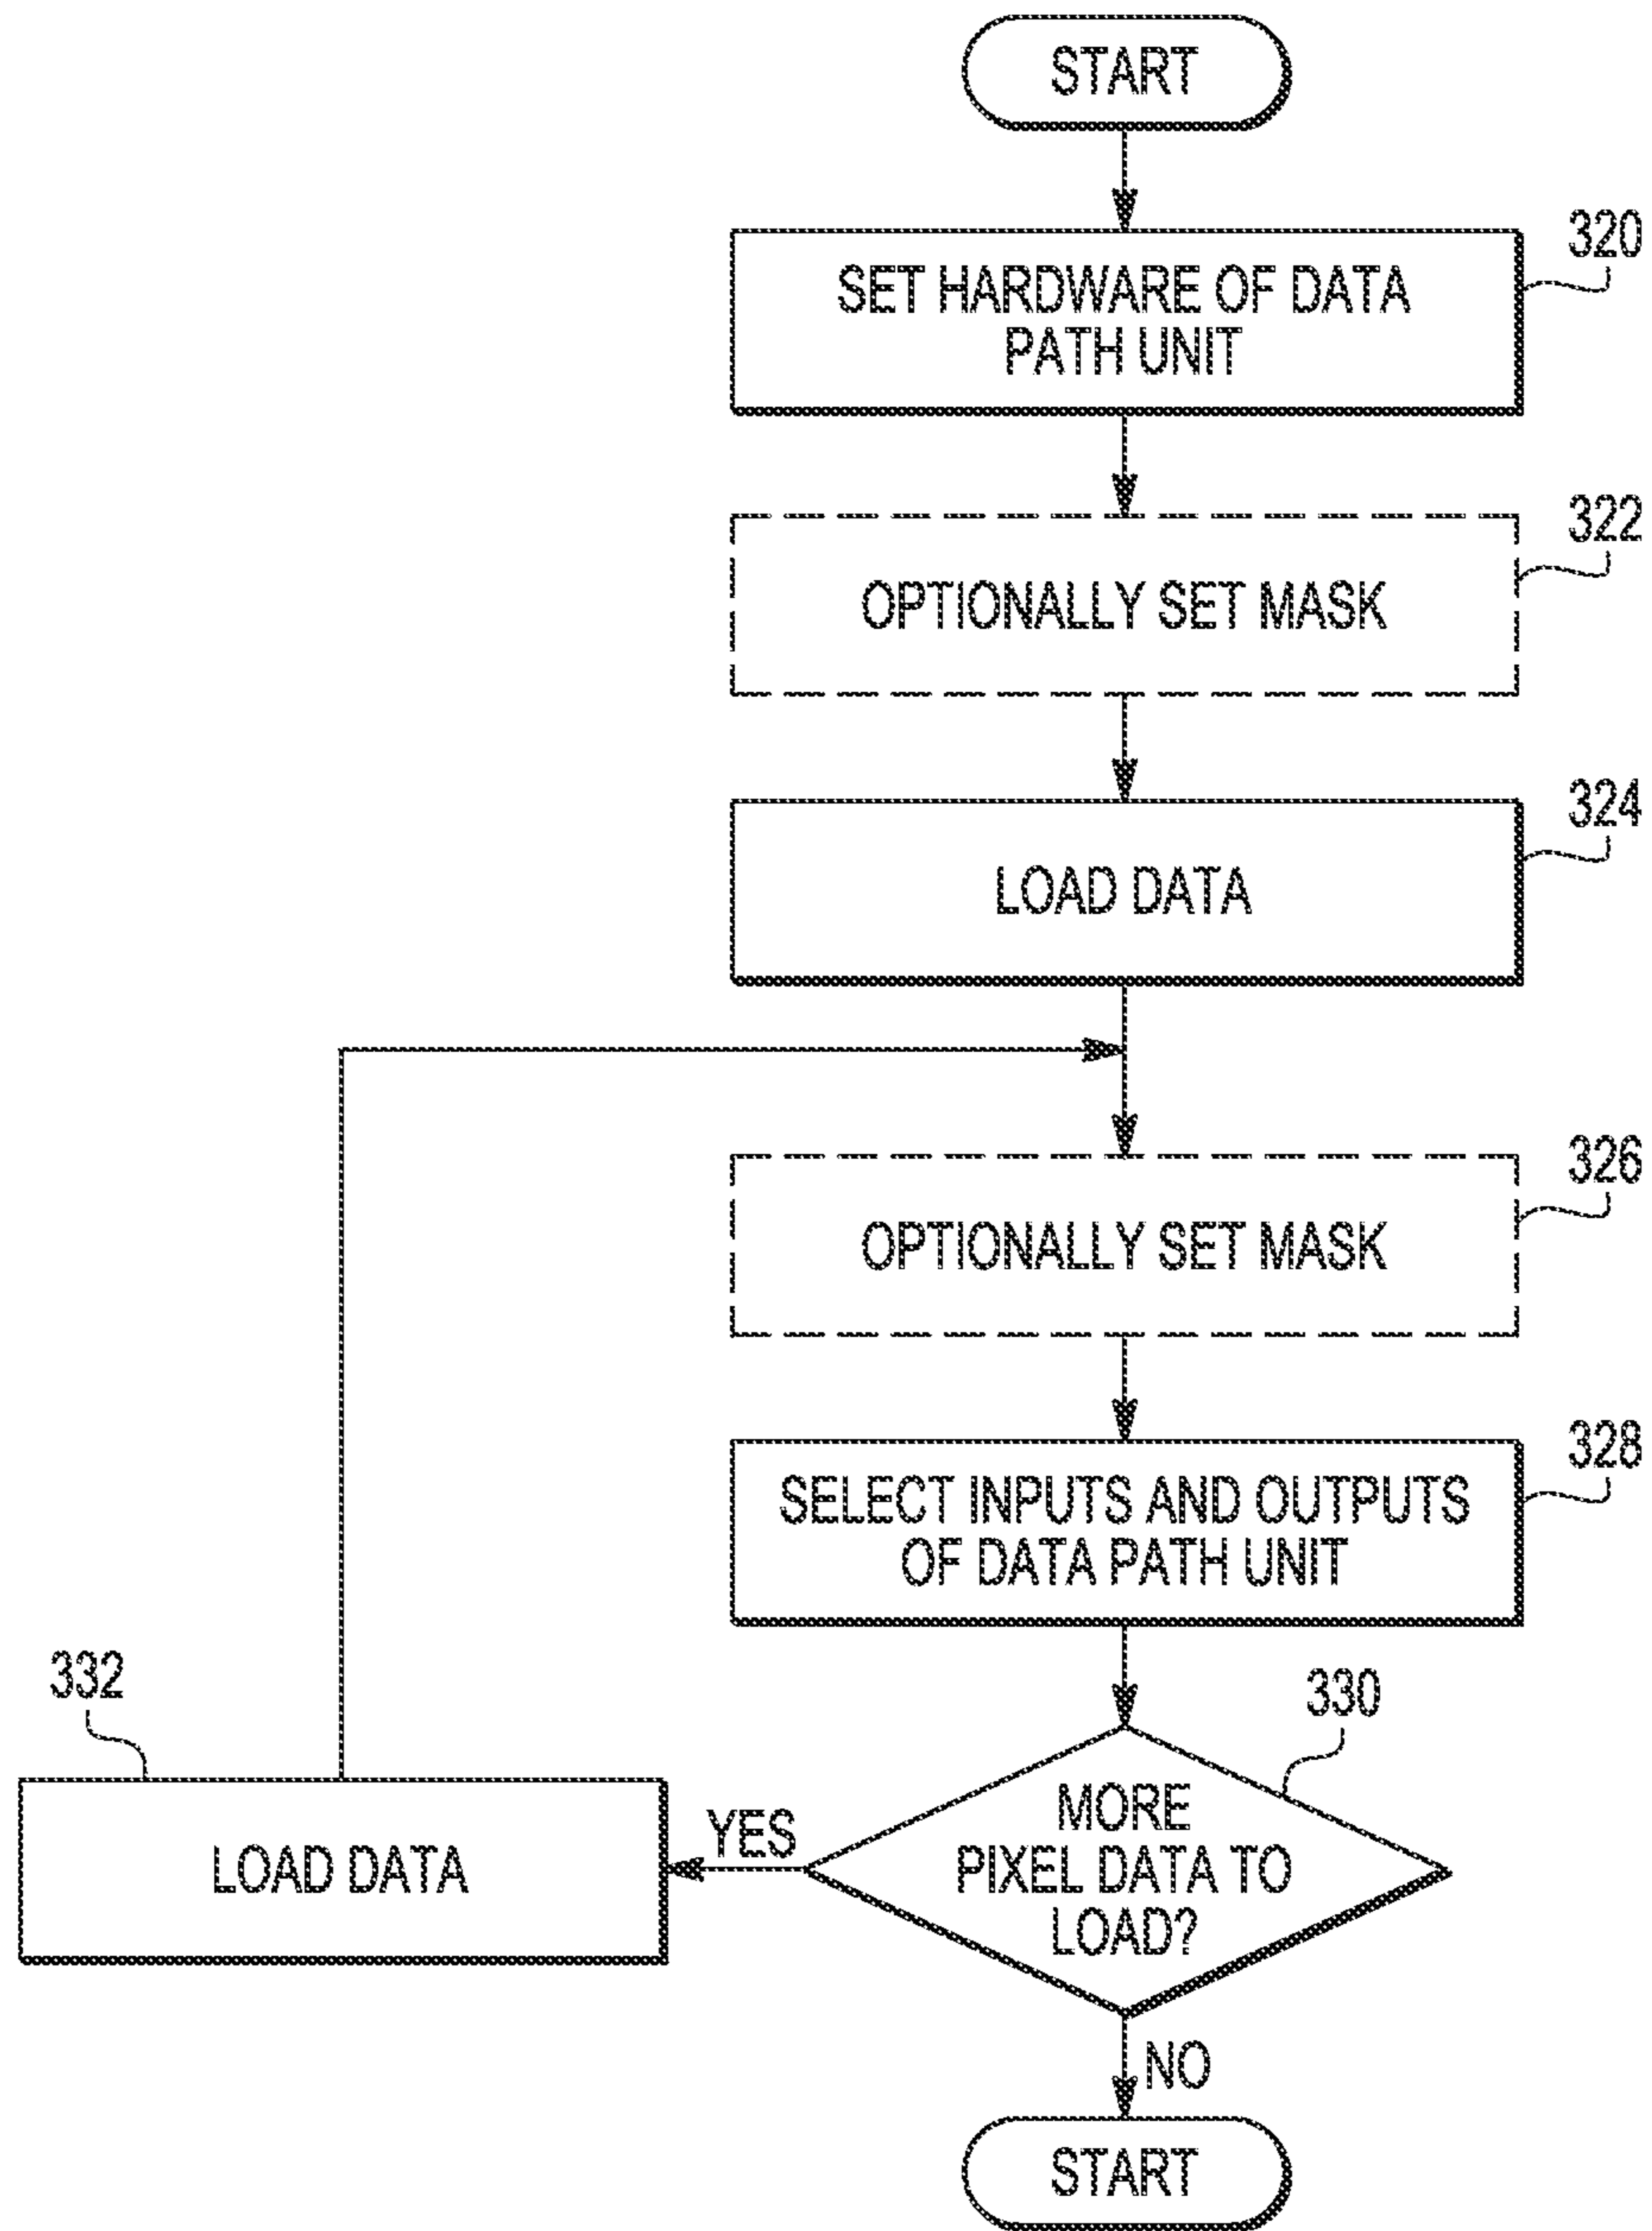 START
320
SET HARDWARE OF DATA
PATH UNIT
322
OPTIONALLY SET MASK
324
LOAD DATA
326
OPTIONALLY SET MASK
328
SELECT INPUTS AND OUTPUTS
OF DATA PATH UNIT
330
MORE
PIXEL DATA TO
LOAD?
YES
332
LOAD DATA
NO
START